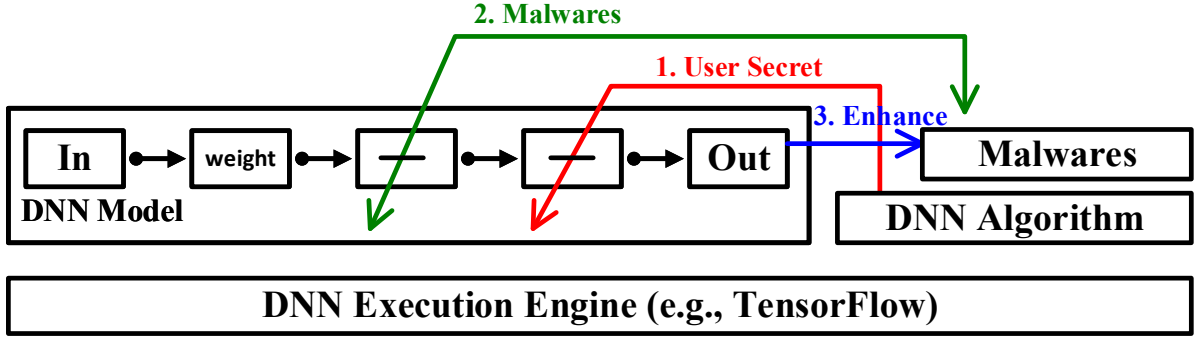 2. Malwares
1. User Secret
3. Enhance
In
weight
Out
Malwares
DNN Model
DNN Algorithm
DNN Execution Engine (e.g., TensorFlow)